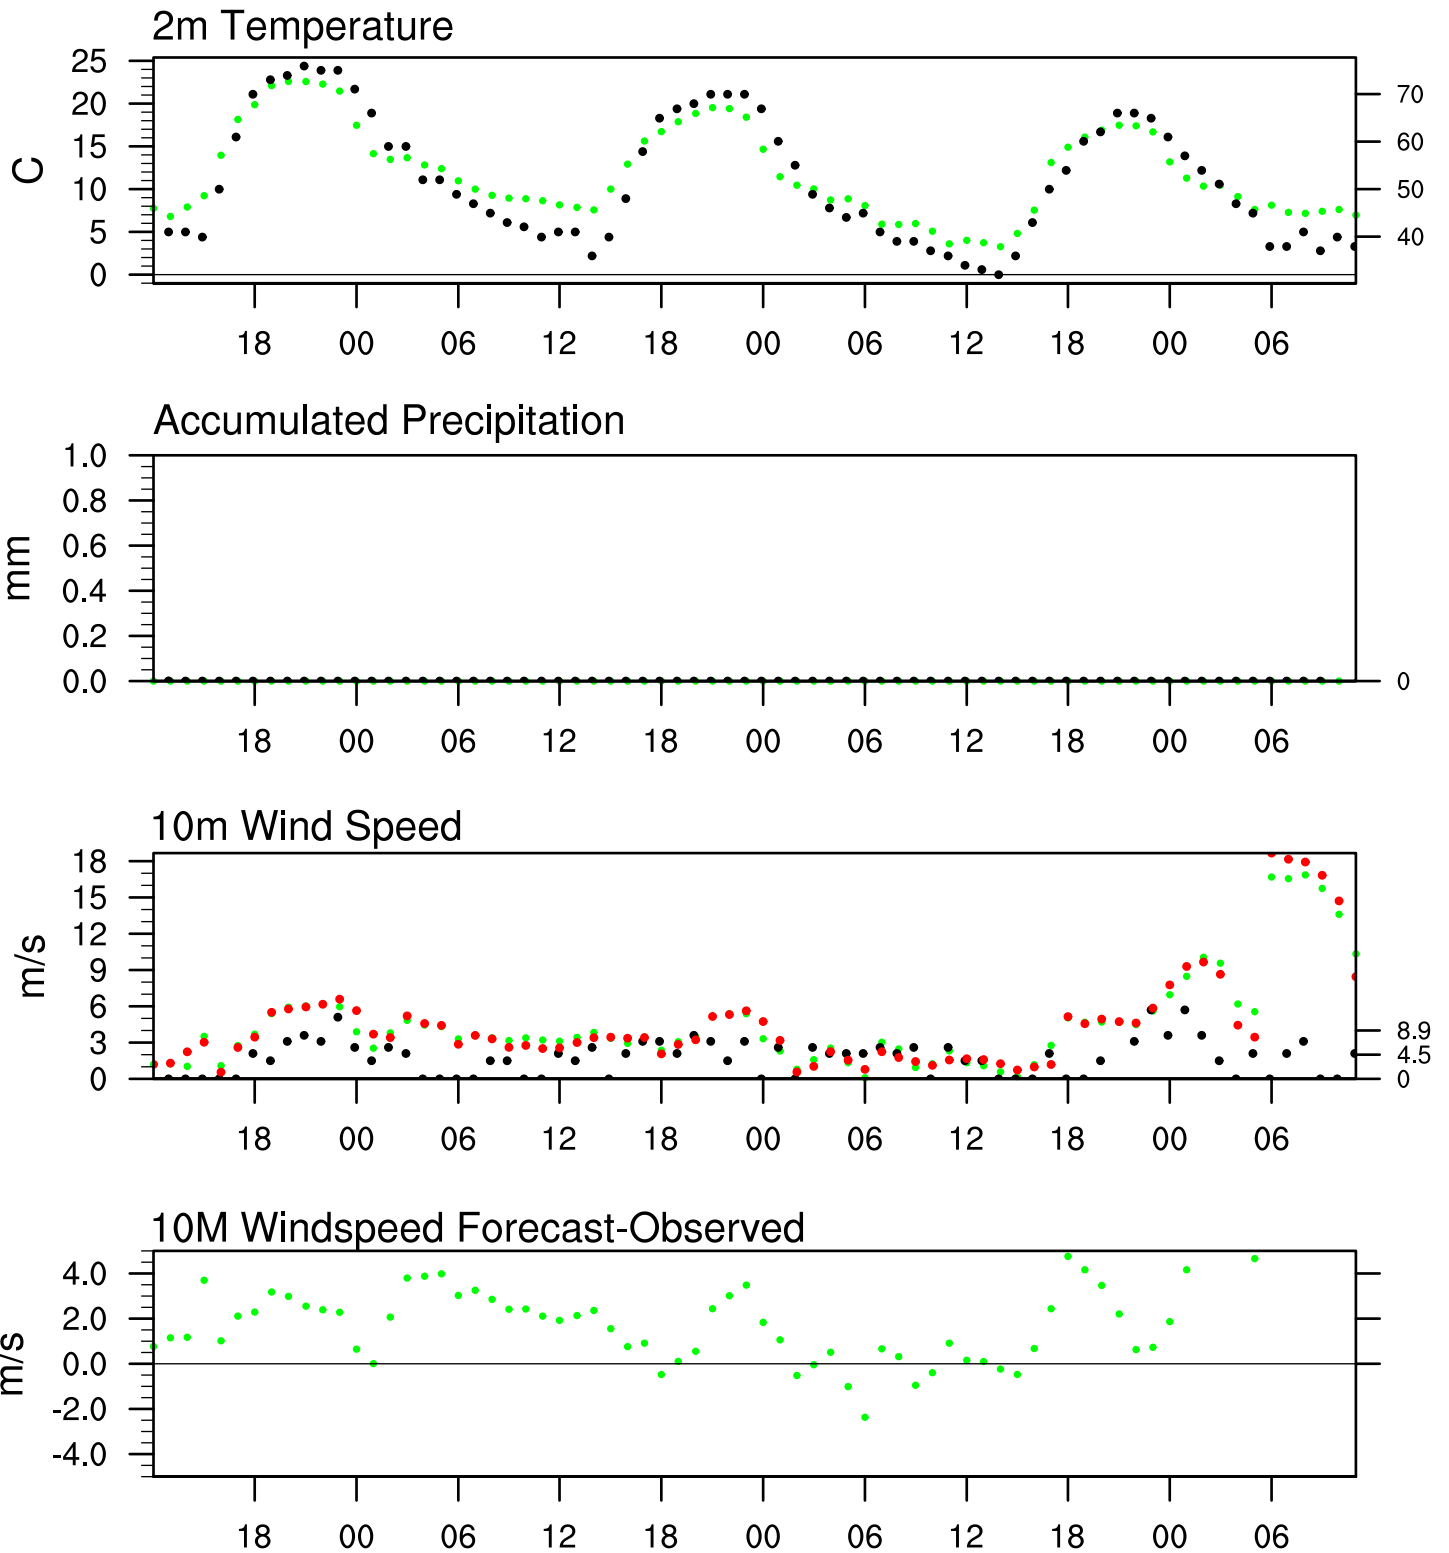 2m Temperature
25
20
15
10
5
0
C
70
60
50
40
18 00 06 12 18 00 06 12 18 00 06
Accumulated Precipitation
1.0
0.8
0.6
0.4
0.2
0.0
mm
0
18 00 06 12 18 00 06 12 18 00 06
10m Wind Speed
18
15
12
9
6
3
0
m/s
8.9
4.5
0
18 00 06 12 18 00 06 12 18 00 06
10M Windspeed Forecast-Observed
4.0
2.0
0.0
-2.0
-4.0
m/s
18 00 06 12 18 00 06 12 18 00 06